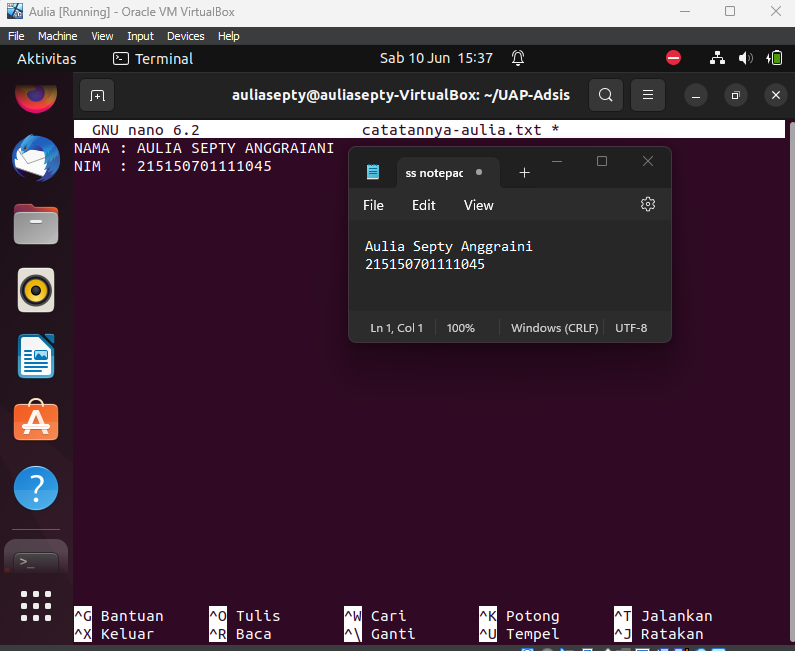 Aulia [Running] - Oracle VM VirtualBox
File Machine View Input Devices Help
Aktivitas Terminal Sab 10 Jun 15:37
auliasepty@auliasepty-VirtualBox: ~/UAP-Adsis
GNU nano 6.2 catatannya-aulia.txt *
NAMA : AULIA SEPTY ANGGRAIANI
NIM : 215150701111045
ss notepac
File Edit View
Aulia Septy Anggraini
215150701111045
Ln 1, Col 1 100% Windows (CRLF) UTF-8
^G Bantuan ^O Tulis ^W Cari ^K Potong ^T Jalankan
^X Keluar ^R Baca ^\ Ganti ^U Tempel ^J Ratakan